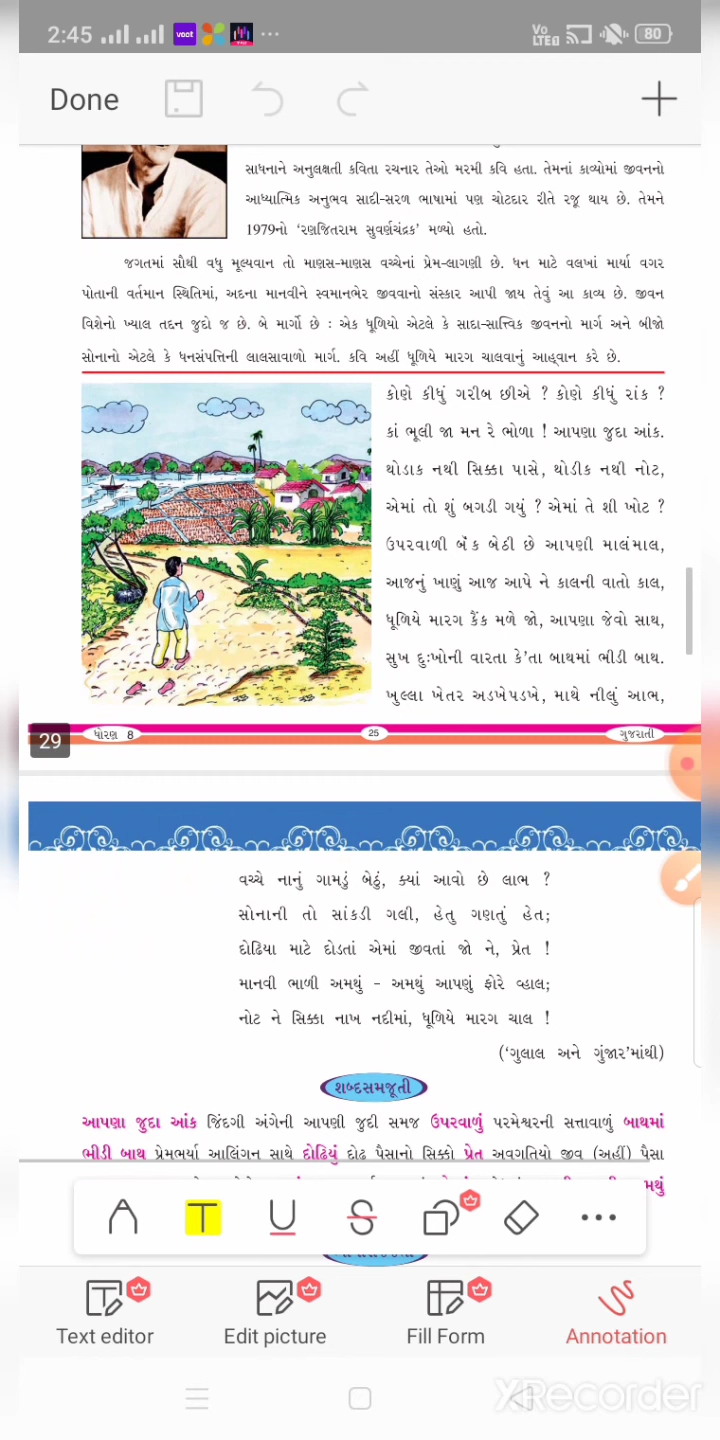 2:45
voot
Vo LTE
80
Done
સાધનાને અનુલક્ષતી કવિતા રચનાર તેઓ મરમી કવિ હતા. તેમનાં કાવ્યોમાં જીવનનો
આધ્યાત્મિક અનુભવ સાદી-સરળ ભાષામાં પણ ચોટદાર રીતે રજૂ થાય છે. તેમને
1979નો ‘રણજિતરામ સુવર્ણચંદ્રક’ મળ્યો હતો.
જગતમાં સૌથી વધુ મૂલ્યવાન તો માણસ-માણસ વચ્ચેનાં પ્રેમ-લાગણી છે. ધન માટે વલખાં માર્યા વગર
પોતાની વર્તમાન સ્થિતિમાં, અદના માનવીને સ્વમાનભેર જીવવાનો સંસ્કાર આપી જાય તેવું આ કાવ્ય છે. જીવન
વિશેનો ખ્યાલ તદન જુદો જ છે. બે માર્ગો છે : એક ધૂળિયો એટલે કે સાદા-સાત્ત્વિક જીવનનો માર્ગ અને બીજો
સોનાનો એટલે કે ધનસંપત્તિની લાલસાવાળો માર્ગ. કવિ અહીં ધૂળિયે મારગ ચાલવાનું આહ્વાન કરે છે.
કોણે કીધું ગરીબ છીએ ? કોણે કીધું રાંક ?
કાં ભૂલી જા મન રે ભોળા ! આપણા જુદા આંક.
થોડાક નથી સિક્કા પાસે, થોડીક નથી નોટ,
એમાં તો શું બગડી ગયું ? એમાં તે શી ખોટ ?
ઉપરવાળી બૅંક બેઠી છે આપણી માલંમાલ,
આજનું ખાણું આજ આપે ને કાલની વાતો કાલ,
ધૂળિયે મારગ કૈંક મળે જો, આપણા જેવો સાથ,
સુખ દુઃખોની વારતા કે’તા બાથમાં ભીડી બાથ.
ખુલ્લા ખેતર અડખેપડખે, માથે નીલું આભ,
29
ધોરણ 8
25
ગુજરાતી
વચ્ચે નાનું ગામડું બેઠું, ક્યાં આવો છે લાભ ?
સોનાની તો સાંકડી ગલી, હેતુ ગણતું હેત;
દોઢિયા માટે દોડતાં એમાં જીવતાં જો ને, પ્રેત !
માનવી ભાળી અમથું - અમથું આપણું ફોરે વ્હાલ;
નોટ ને સિક્કા નાખ નદીમાં, ધૂળિયે મારગ ચાલ !
(‘ગુલાલ અને ગુંજાર’માંથી)
શબ્દસમજૂતી
આપણા જુદા આંક જિંદગી અંગેની આપણી જુદી સમજ ઉપરવાળું પરમેશ્વરની સત્તાવાળું બાથમાં
ભીડી બાથ પ્રેમભર્યા આલિંગન સાથે દોઢિયું દોઢ પૈસાનો સિક્કો પ્રેત અવગતિયો જીવ (અહીં) પૈસા
Text editor
Edit picture
Fill Form
Annotation
XRecorder